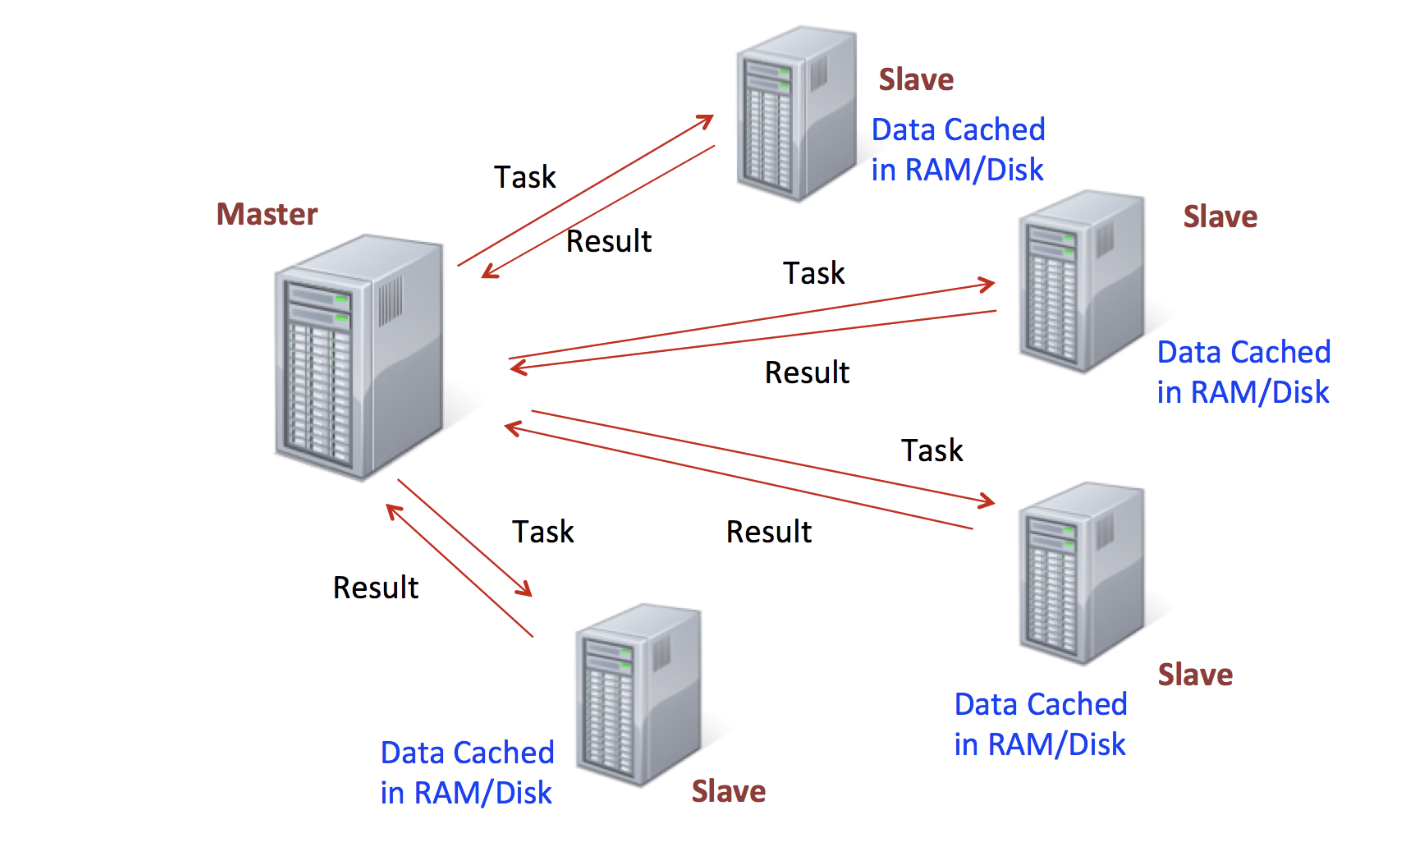 Slave
Data Cached
in RAM/Disk
Task
Master
Slave
Result
Task
Data Cached
in RAM/Disk
Result
Task
Task
Result
Result
Slave
Data Cached
in RAM/Disk
Data Cached
in RAM/Disk
Slave